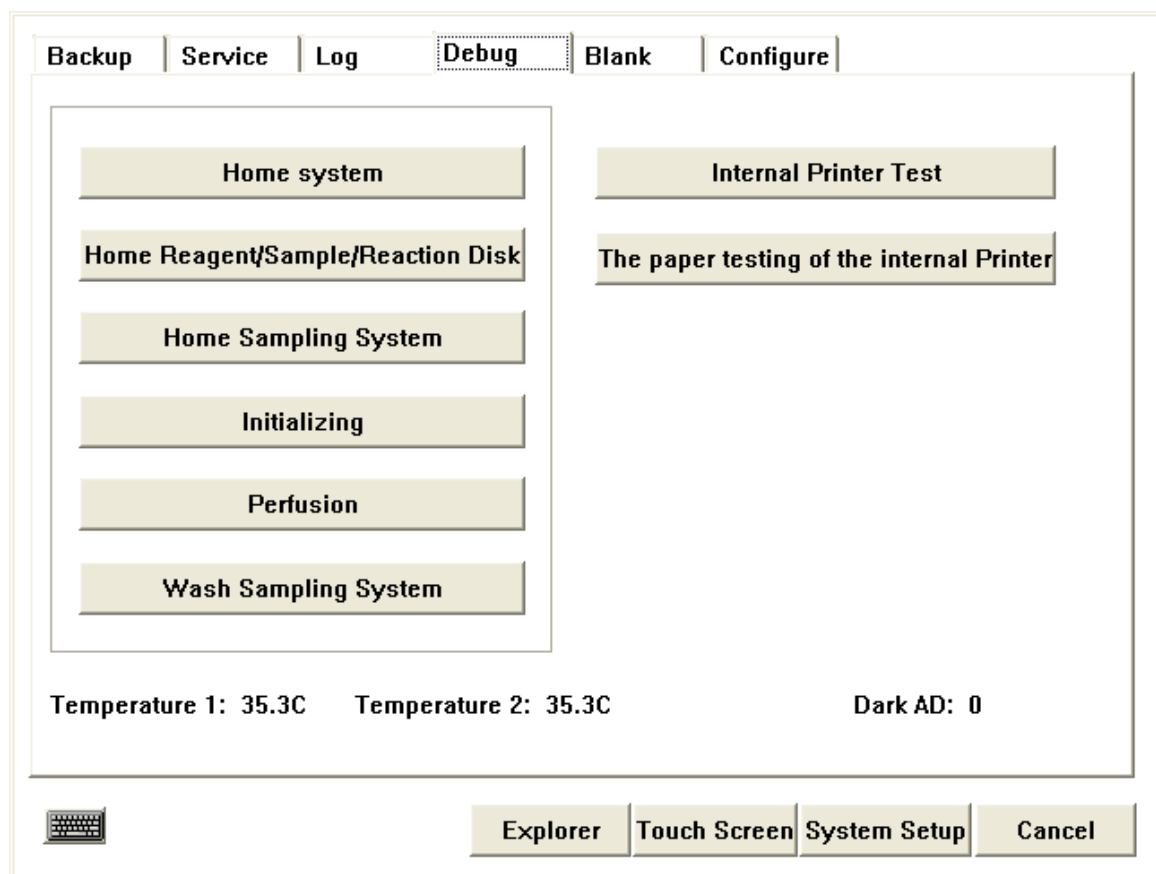 Backup Service Log Debug Blank Configure
Home system
Internal Printer Test
Home Reagent/Sample/Reaction Disk
The paper testing of the internal Printer
Home Sampling System
Initializing
Perfusion
Wash Sampling System
Temperature 1: 35.3C Temperature 2: 35.3C Dark AD: 0
Explorer Touch Screen System Setup Cancel